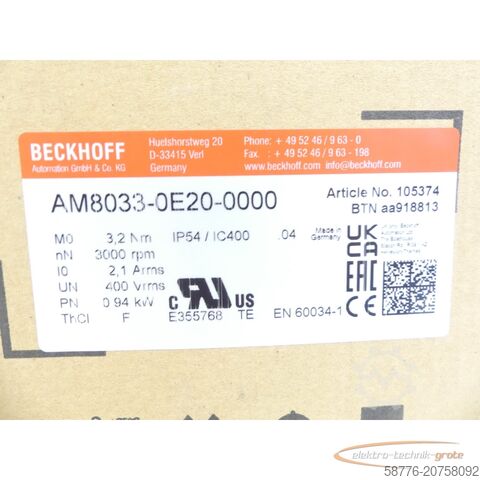 BECKHOFF
Automation GmbH & Co. KG
Huelshorstweg 20
D-33415 Verl
Germany
Phone: + 49 52 46 / 9 63 - 0
Fax. : + 49 52 46 / 9 63 - 198
www.beckhoff.com info@beckhoff.com
AM8033-0E20-0000
Article No. 105374
BTN aa918813
M0 3,2 Nm IP54 / IC400 .04 Made in Germany
nN 3000 rpm
I0 2,1 Arms
UN 400 Vrms
PN 0.94 kW
ThCl F E355768 TE EN 60034-1
C RU US
UK
CA
EAC
CE
elektro-technik-grote
58776-20758092